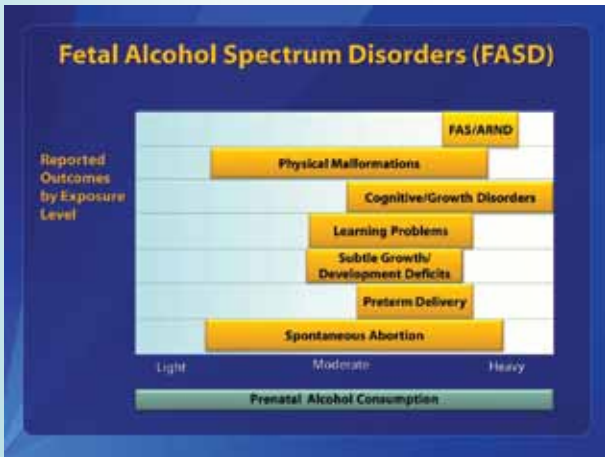 Fetal Alcohol Spectrum Disorders (FASD)
Reported
Outcomes
by Exposure
Level
FAS/ARND
Physical Malformations
Cognitive/Growth Disorders
Learning Problems
Subtle Growth/
Development Deficits
Preterm Delivery
Spontaneous Abortion
Light
Moderate
Heavy
Prenatal Alcohol Consumption